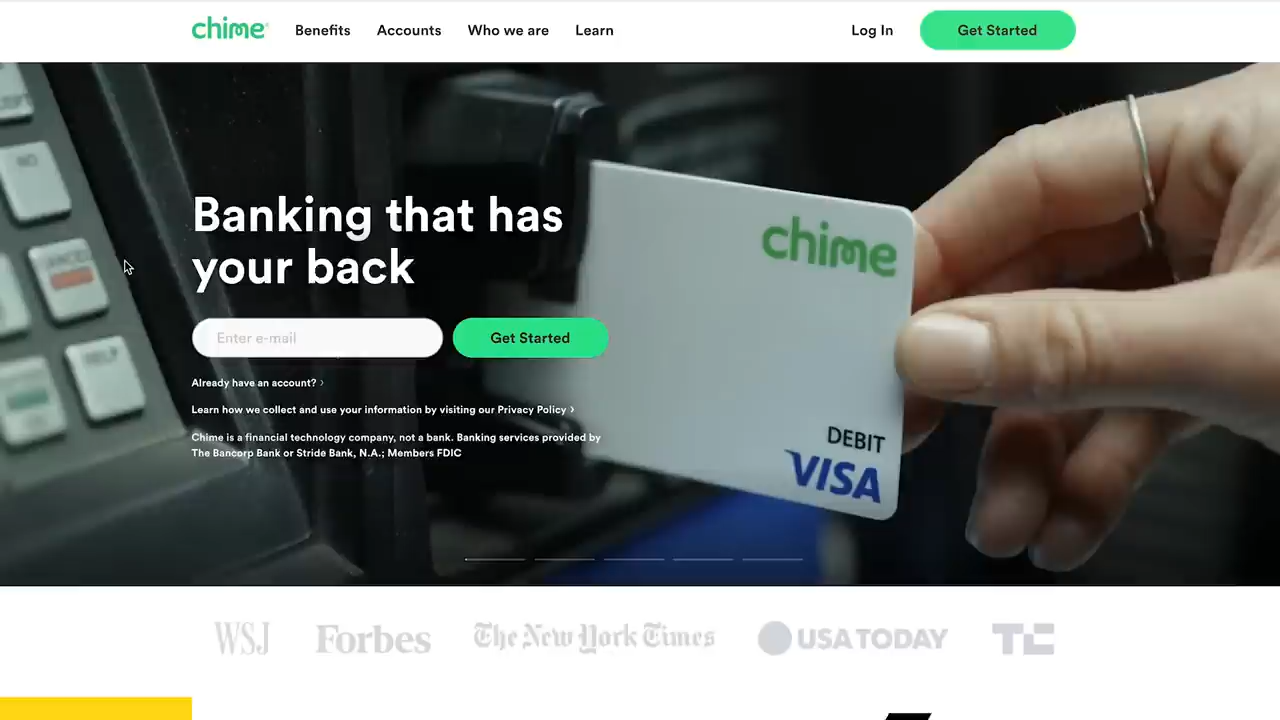 chime
Benefits
Accounts
Who we are
Learn
Log In
Get Started
Banking that has
your back
Enter e-mail
Get Started
Already have an account? ›
Learn how we collect and use your information by visiting our Privacy Policy ›
Chime is a financial technology company, not a bank. Banking services provided by
The Bancorp Bank or Stride Bank, N.A.; Members FDIC
chime
DEBIT
VISA
WSJ
Forbes
The New York Times
USA TODAY
TC